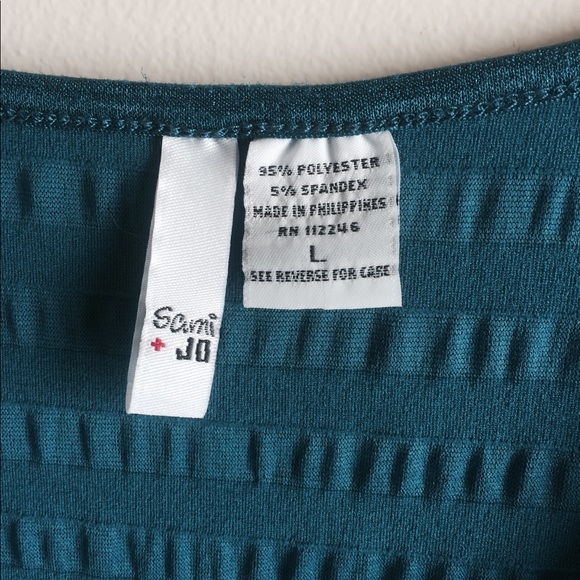 Sami
+ JO
95% POLYESTER
5% SPANDEX
MADE IN PHILIPPINES
RN 112246
L
SEE REVERSE FOR CARE